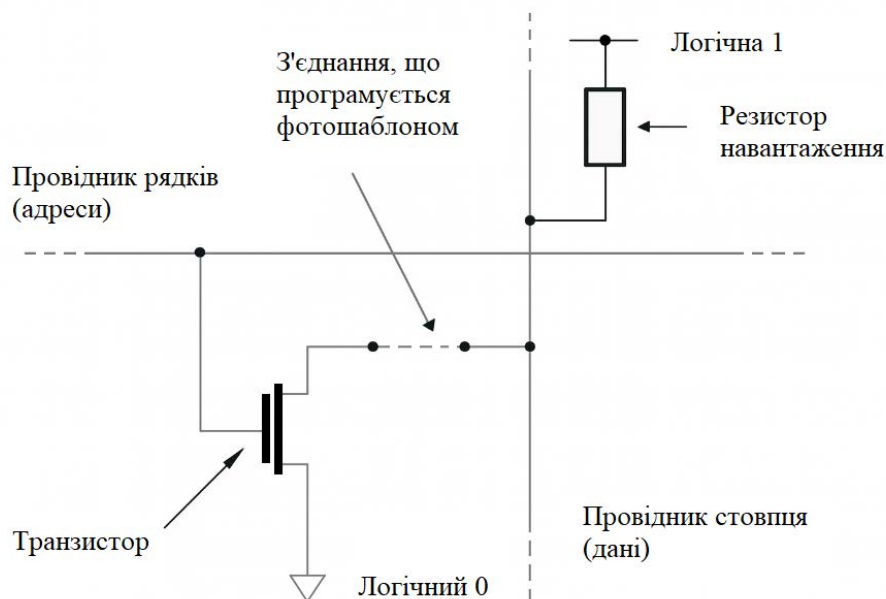 Логічна 1
З'єднання, що
програмується
фотошаблоном
Резистор
навантаження
Провідник рядків
(адреси)
Транзистор
Провідник стовпця
(дані)
Логічний 0